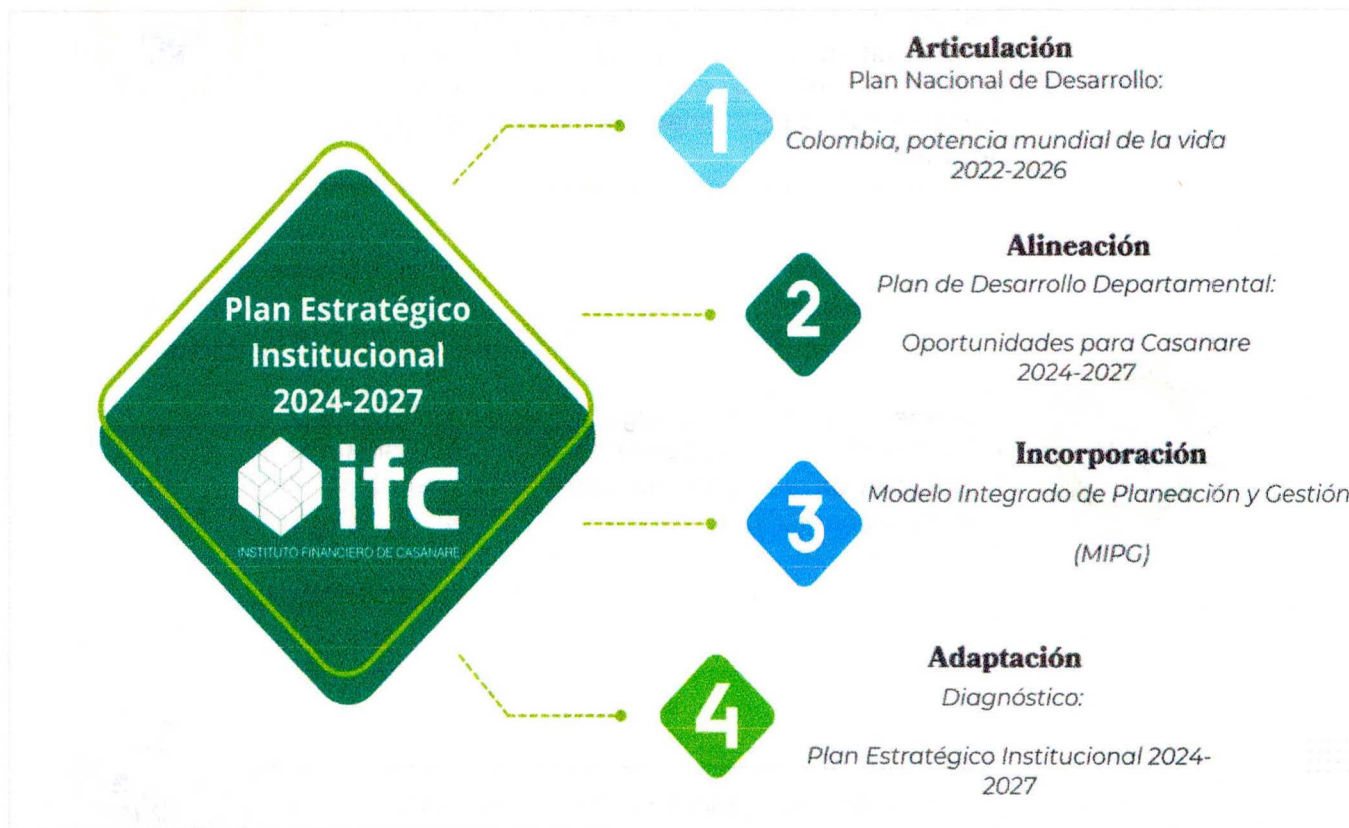 Plan Estratégico
Institucional
2024-2027
ifc
INSTITUTO FINANCIERO DE CASANARE
1
Articulación
Plan Nacional de Desarrollo:
Colombia, potencia mundial de la vida
2022-2026
2
Alineación
Plan de Desarrollo Departamental:
Oportunidades para Casanare
2024-2027
3
Incorporación
Modelo Integrado de Planeación y Gestión
(MIPG)
4
Adaptación
Diagnóstico:
Plan Estratégico Institucional 2024-
2027